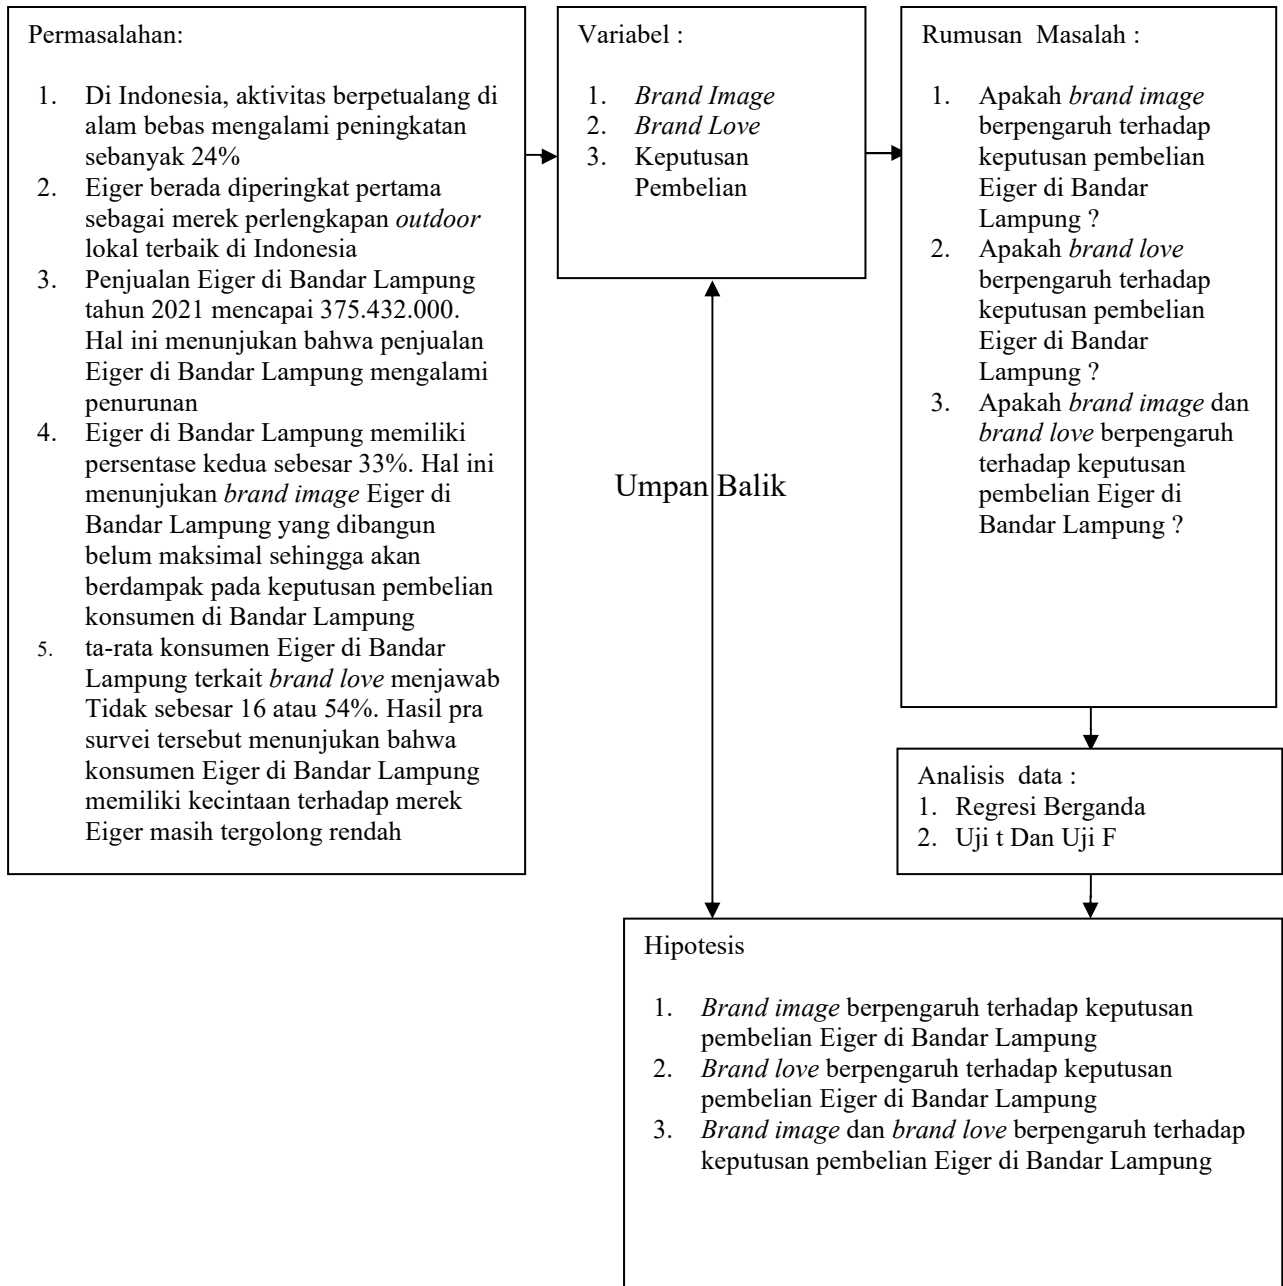 Permasalahan:
1. Di Indonesia, aktivitas berpetualang di
alam bebas mengalami peningkatan
sebanyak 24%
2. Eiger berada diperingkat pertama
sebagai merek perlengkapan outdoor
lokal terbaik di Indonesia
3. Penjualan Eiger di Bandar Lampung
tahun 2021 mencapai 375.432.000.
Hal ini menunjukan bahwa penjualan
Eiger di Bandar Lampung mengalami
penurunan
4. Eiger di Bandar Lampung memiliki
persentase kedua sebesar 33%. Hal ini
menunjukan brand image Eiger di
Bandar Lampung yang dibangun
belum maksimal sehingga akan
berdampak pada keputusan pembelian
konsumen di Bandar Lampung
5. ta-rata konsumen Eiger di Bandar
Lampung terkait brand love menjawab
Tidak sebesar 16 atau 54%. Hasil pra
survei tersebut menunjukan bahwa
konsumen Eiger di Bandar Lampung
memiliki kecintaan terhadap merek
Eiger masih tergolong rendah
Variabel :
1. Brand Image
2. Brand Love
3. Keputusan
Pembelian
Rumusan Masalah :
1. Apakah brand image
berpengaruh terhadap
keputusan pembelian
Eiger di Bandar
Lampung ?
2. Apakah brand love
berpengaruh terhadap
keputusan pembelian
Eiger di Bandar
Lampung ?
3. Apakah brand image dan
brand love berpengaruh
terhadap keputusan
pembelian Eiger di
Bandar Lampung ?
Umpan Balik
Analisis data :
1. Regresi Berganda
2. Uji t Dan Uji F
Hipotesis
1. Brand image berpengaruh terhadap keputusan
pembelian Eiger di Bandar Lampung
2. Brand love berpengaruh terhadap keputusan
pembelian Eiger di Bandar Lampung
3. Brand image dan brand love berpengaruh terhadap
keputusan pembelian Eiger di Bandar Lampung